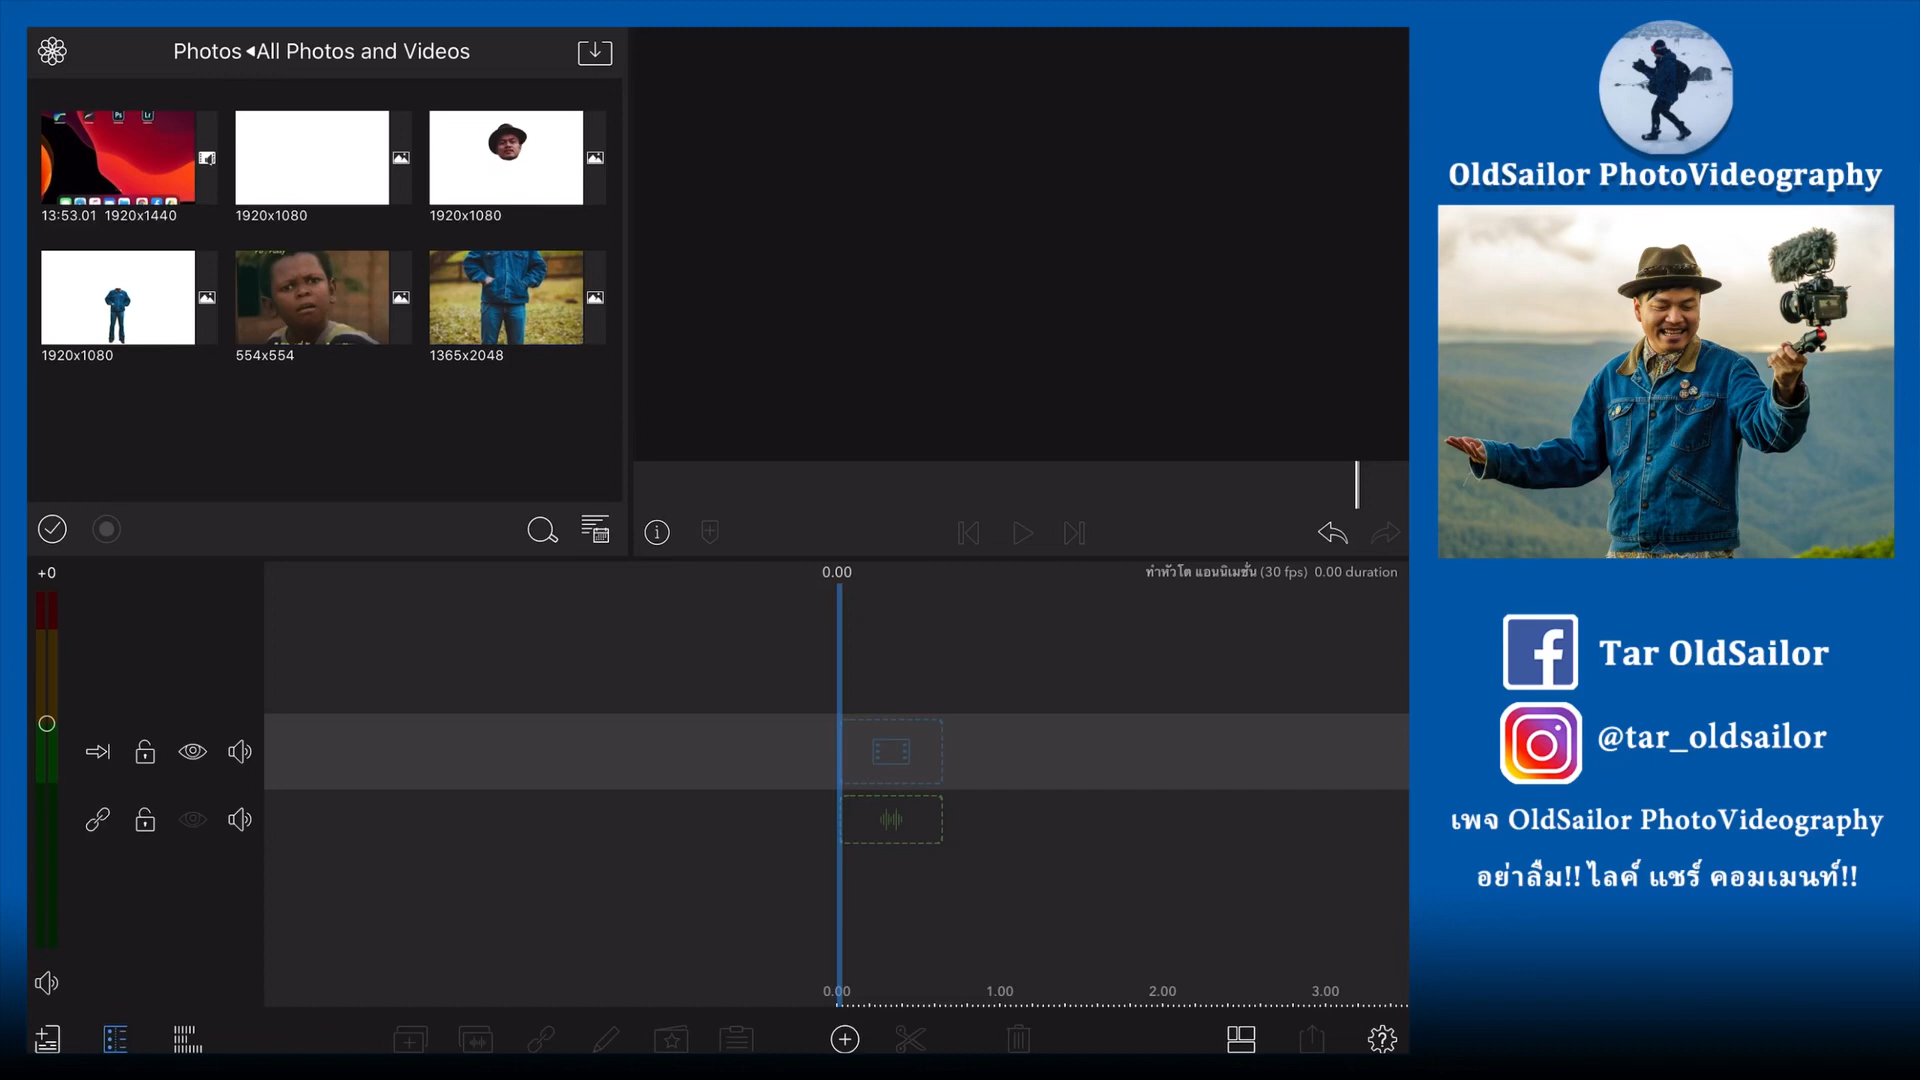 Photos◂All Photos and Videos
Ps
Lr
13:53.01 1920x1440
1920x1080
1920x1080
1920x1080
554x554
1365x2048
+0
0.00
ทำหัวโต แอนนิเมชั่น (30 fps) 0.00 duration
0.00
1.00
2.00
3.00
OldSailor PhotoVideography
Tar OldSailor
@tar_oldsailor
เพจ OldSailor PhotoVideography
อย่าลืม!! ไลค์ แชร์ คอมเมนท์!!